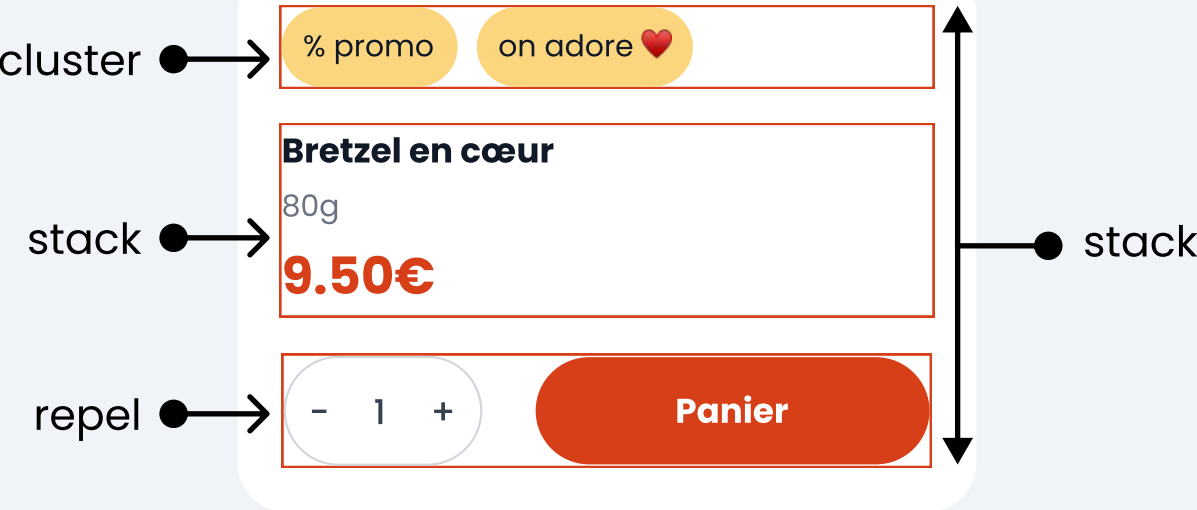 cluster
% promo
on adore ❤️
stack
Bretzel en cœur
80g
9.50€
stack
repel
- 1 +
Panier